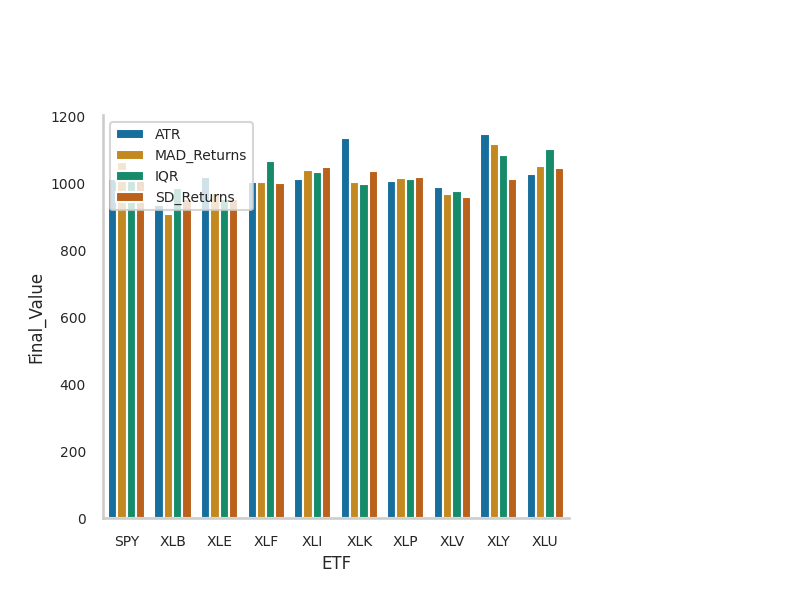 1200
1000
800
600
400
200
0
Final_Value
ATR
MAD_Returns
IQR
SD_Returns
SPY XLB XLE XLF XLI XLK XLP XLV XLY XLU
ETF